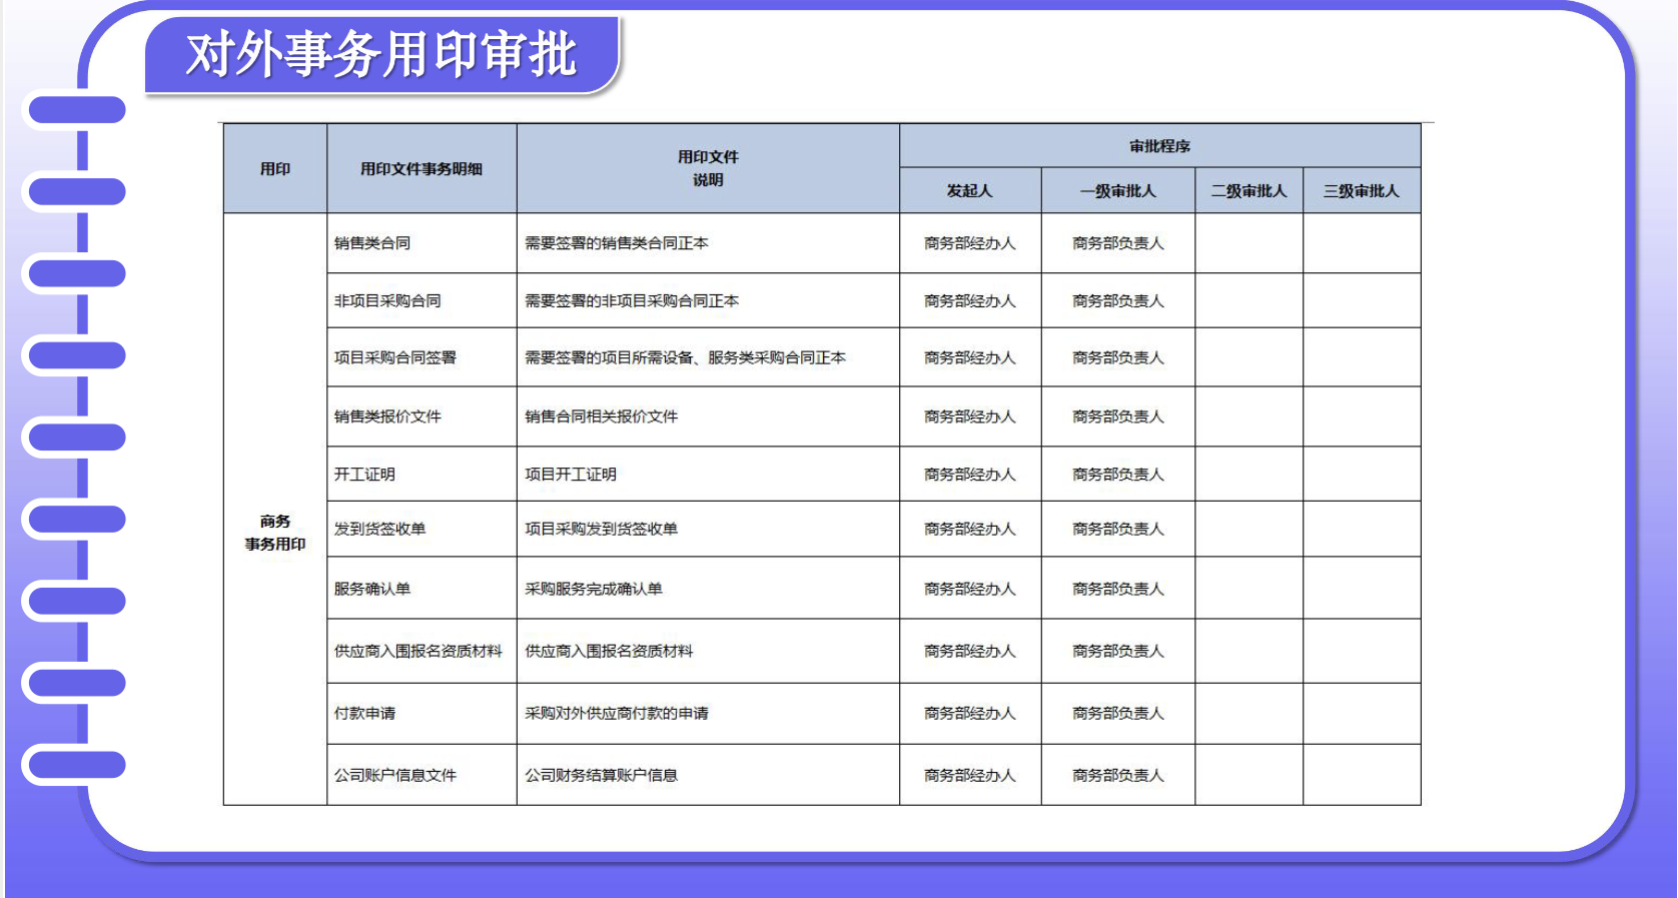 对外事务用印审批
用印 用印文件事务明细 用印文件 审批程序
说明
发起人 一级审批人 二级审批人 三级审批人
销售类合同 需要签署的销售类合同正本 商务部经办人 商务部负责人
非项目采购合同 需要签署的非项目采购合同正本 商务部经办人 商务部负责人
项目采购合同签署 需要签署的项目所需设备、服务类采购合同正本 商务部经办人 商务部负责人
销售类报价文件 销售合同相关报价文件 商务部经办人 商务部负责人
开工证明 项目开工证明 商务部经办人 商务部负责人
商务
事务用印
发到货签收单 项目采购发到货签收单 商务部经办人 商务部负责人
服务确认单 采购服务完成确认单 商务部经办人 商务部负责人
供应商入围报名资质材料 供应商入围报名资质材料 商务部经办人 商务部负责人
付款申请 采购对外供应商付款的申请 商务部经办人 商务部负责人
公司账户信息文件 公司财务结算账户信息 商务部经办人 商务部负责人